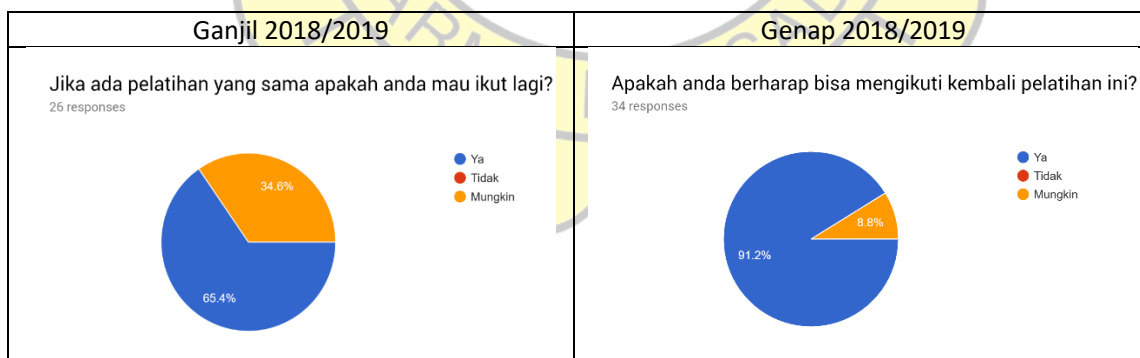 Ganjil 2018/2019
Genap 2018/2019
Jika ada pelatihan yang sama apakah anda mau ikut lagi?
26 responses
Ya
Tidak
Mungkin
34.6%
65.4%
Apakah anda berharap bisa mengikuti kembali pelatihan ini?
34 responses
Ya
Tidak
Mungkin
8.8%
91.2%